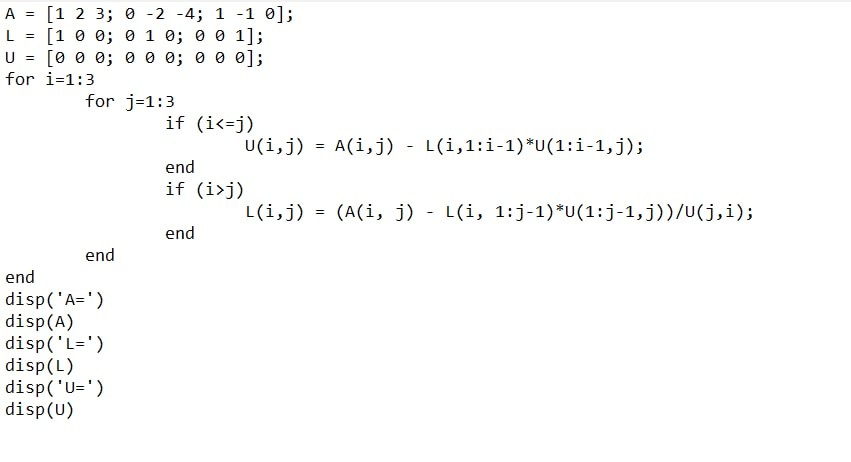 A = [1 2 3; 0 -2 -4; 1 -1 0];
L = [1 0 0; 0 1 0; 0 0 1];
U = [0 0 0; 0 0 0; 0 0 0];
for i=1:3
        for j=1:3
                if (i<=j)
                        U(i,j) = A(i,j) - L(i,1:i-1)*U(1:i-1,j);
                end
                if (i>j)
                        L(i,j) = (A(i, j) - L(i, 1:j-1)*U(1:j-1,j))/U(j,i);
                end
        end
end
disp('A=')
disp(A)
disp('L=')
disp(L)
disp('U=')
disp(U)